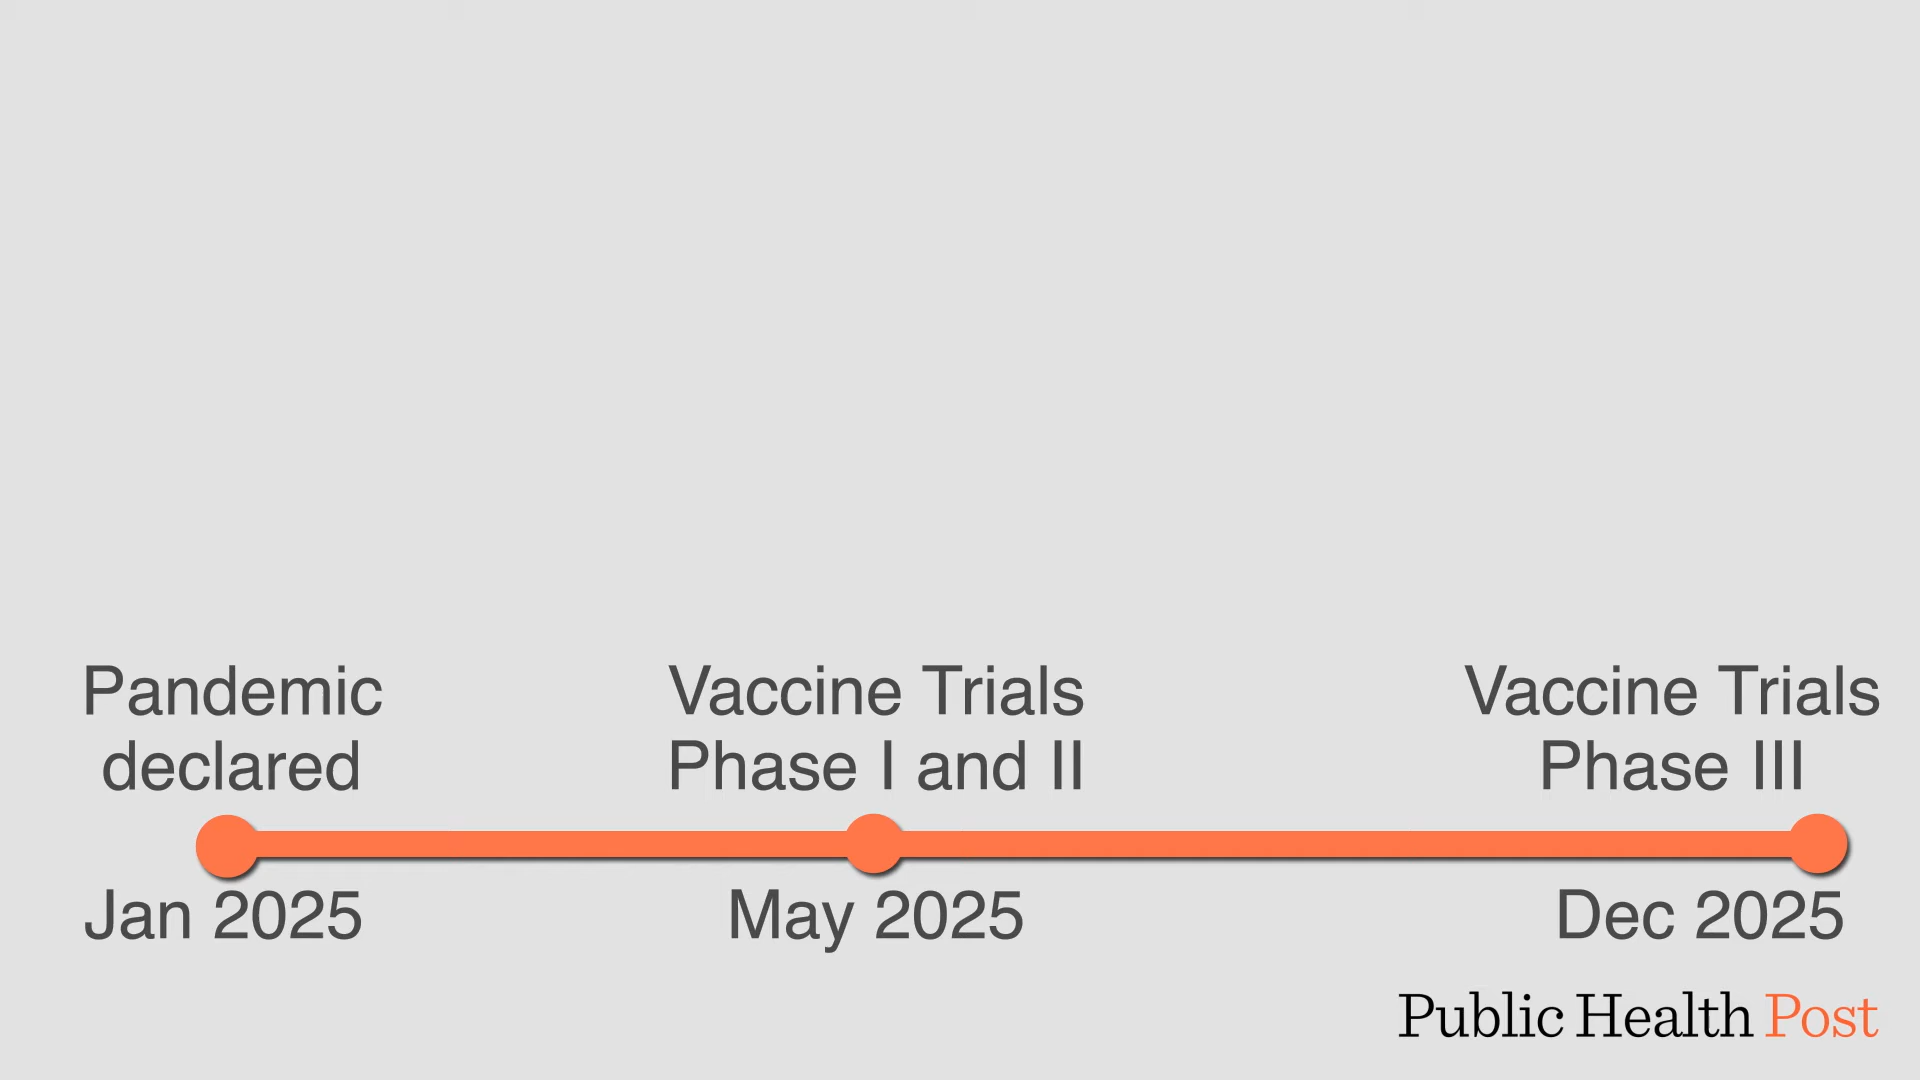 Pandemic
declared
Jan 2025
Vaccine Trials
Phase I and II
May 2025
Vaccine Trials
Phase III
Dec 2025
Public Health Post